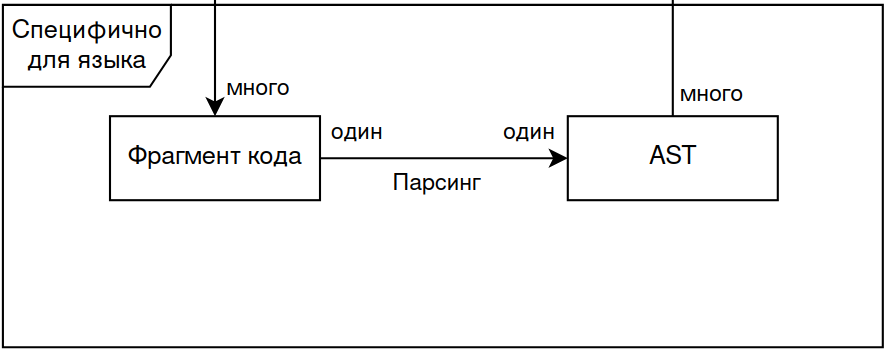 Специфично
для языка
много
много
один
один
Фрагмент кода
AST
Парсинг